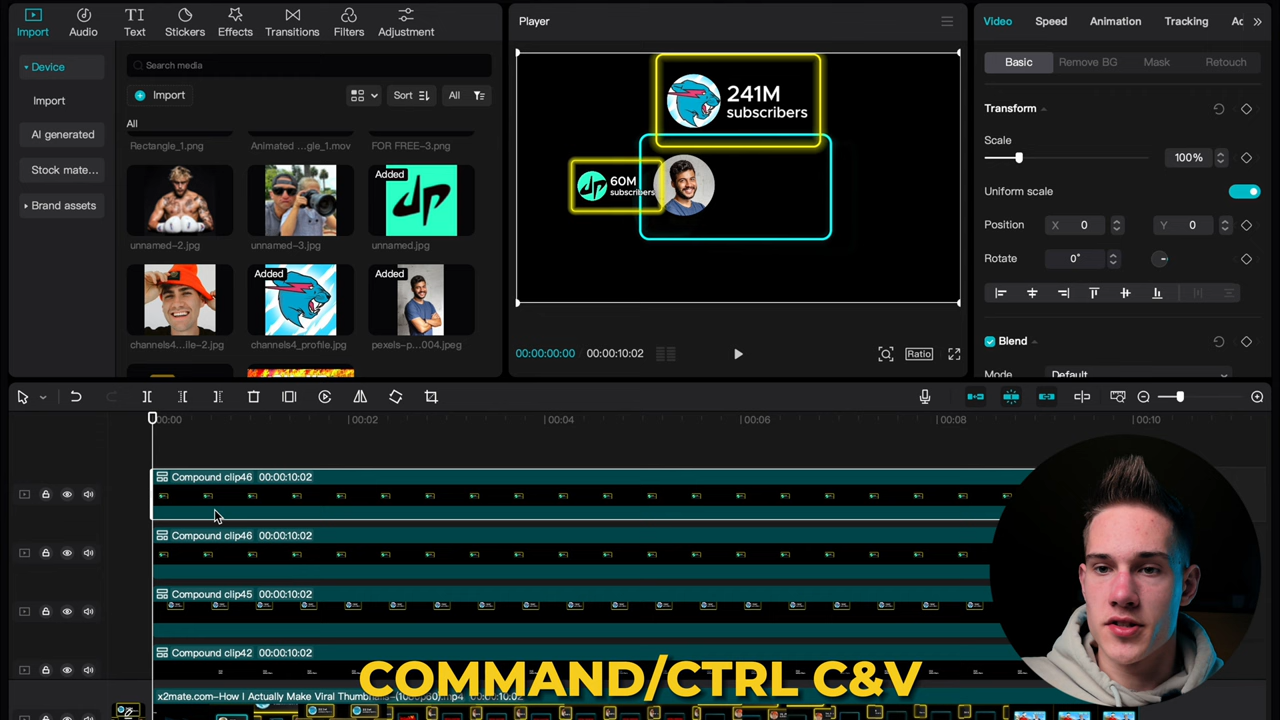 Import
Audio
Text
Stickers
Effects
Transitions
Filters
Adjustment
Device
Import
AI generated
Stock mate...
Brand assets
Search media
Import
Sort
All
All
Rectangle_1.png
Animated ...gle_1.mov
FOR FREE-3.png
Added
unnamed-2.jpg
unnamed-3.jpg
unnamed.jpg
Added
Added
channels4...ile-2.jpg
channels4_profile.jpg
pexels-p...004.jpeg
Player
241M
subscribers
60M
subscribers
00:00:00:00
00:00:10:02
Ratio
Video
Speed
Animation
Tracking
Ac
Basic
Remove BG
Mask
Retouch
Transform
Scale
100%
Uniform scale
Position
X 0
Y 0
Rotate
0°
Blend
Mode
Default
00:00
00:02
00:04
00:06
00:08
00:10
Compound clip46 00:00:10:02
Compound clip46 00:00:10:02
Compound clip45 00:00:10:02
Compound clip42 00:00:10:02
COMMAND/CTRL C&V